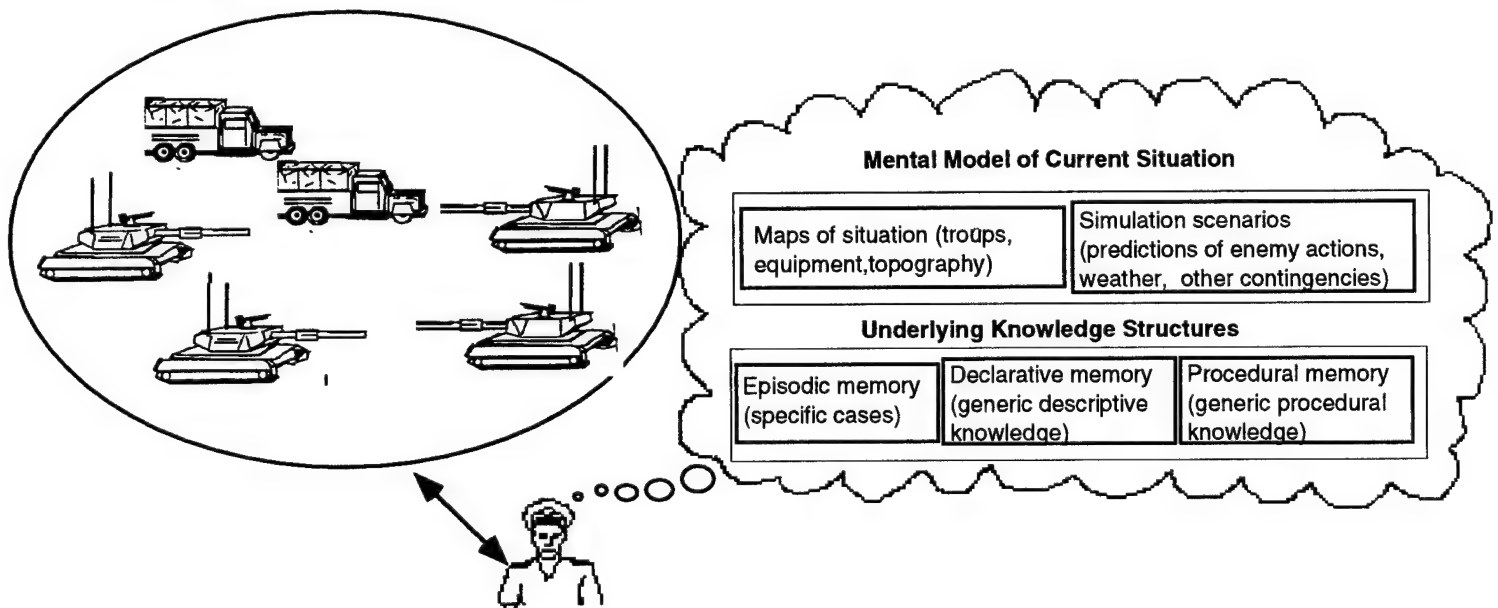 Mental Model of Current Situation
Maps of situation (troups,
equipment,topography)
Simulation scenarios
(predictions of enemy actions,
weather, other contingencies)
Underlying Knowledge Structures
Episodic memory
(specific cases)
Declarative memory
(generic descriptive
knowledge)
Procedural memory
(generic procedural
knowledge)